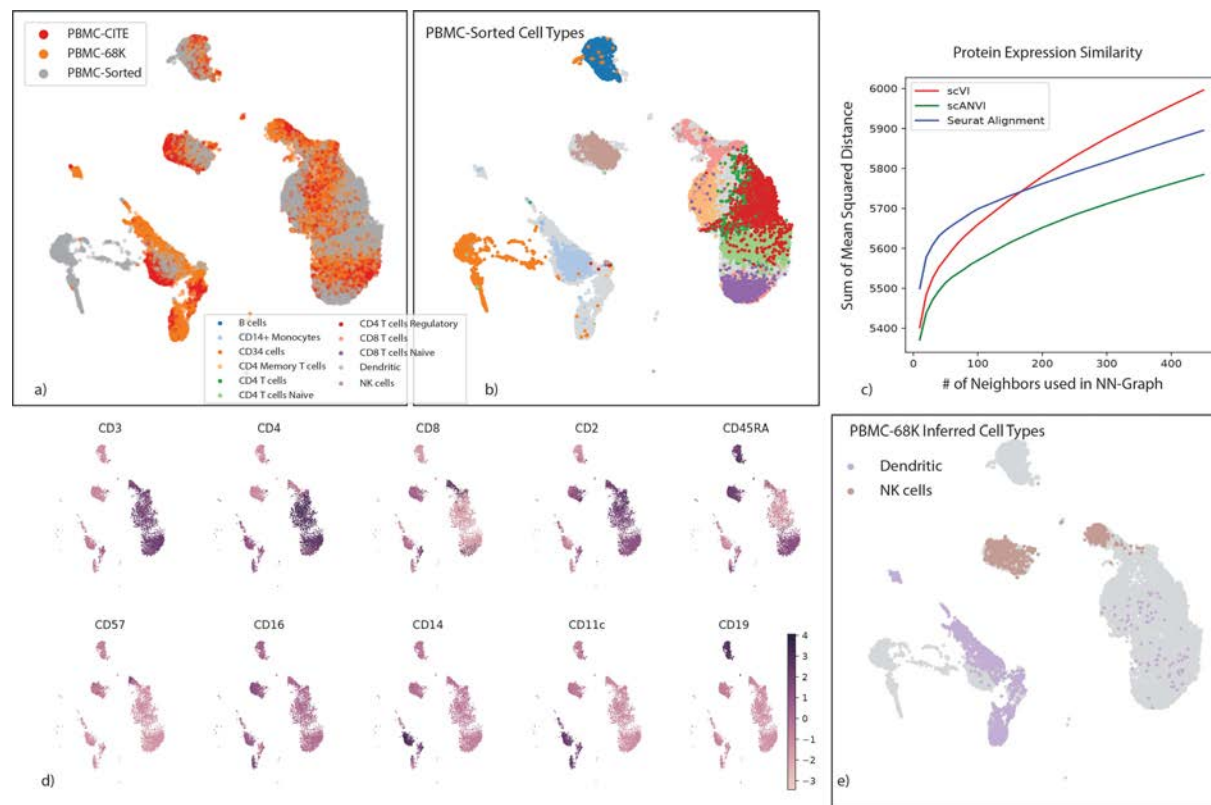 PBMC-CITE
PBMC-68K
PBMC-Sorted
a)
PBMC-Sorted Cell Types
B cells
CD14+ Monocytes
CD34 cells
CD4 Memory T cells
CD4 T cells
CD4 T cells Naive
CD4 T cells Regulatory
CD8 T cells
CD8 T cells Naive
Dendritic
NK cells
b)
Protein Expression Similarity
scVI
scANVI
Seurat Alignment
Sum of Mean Squared Distance
6000
5900
5800
5700
5600
5500
5400
0 100 200 300 400
# of Neighbors used in NN-Graph
c)
CD3 CD4 CD8 CD2 CD45RA
CD57 CD16 CD14 CD11c CD19
4
3
2
1
0
−1
−2
−3
d)
PBMC-68K Inferred Cell Types
Dendritic
NK cells
e)